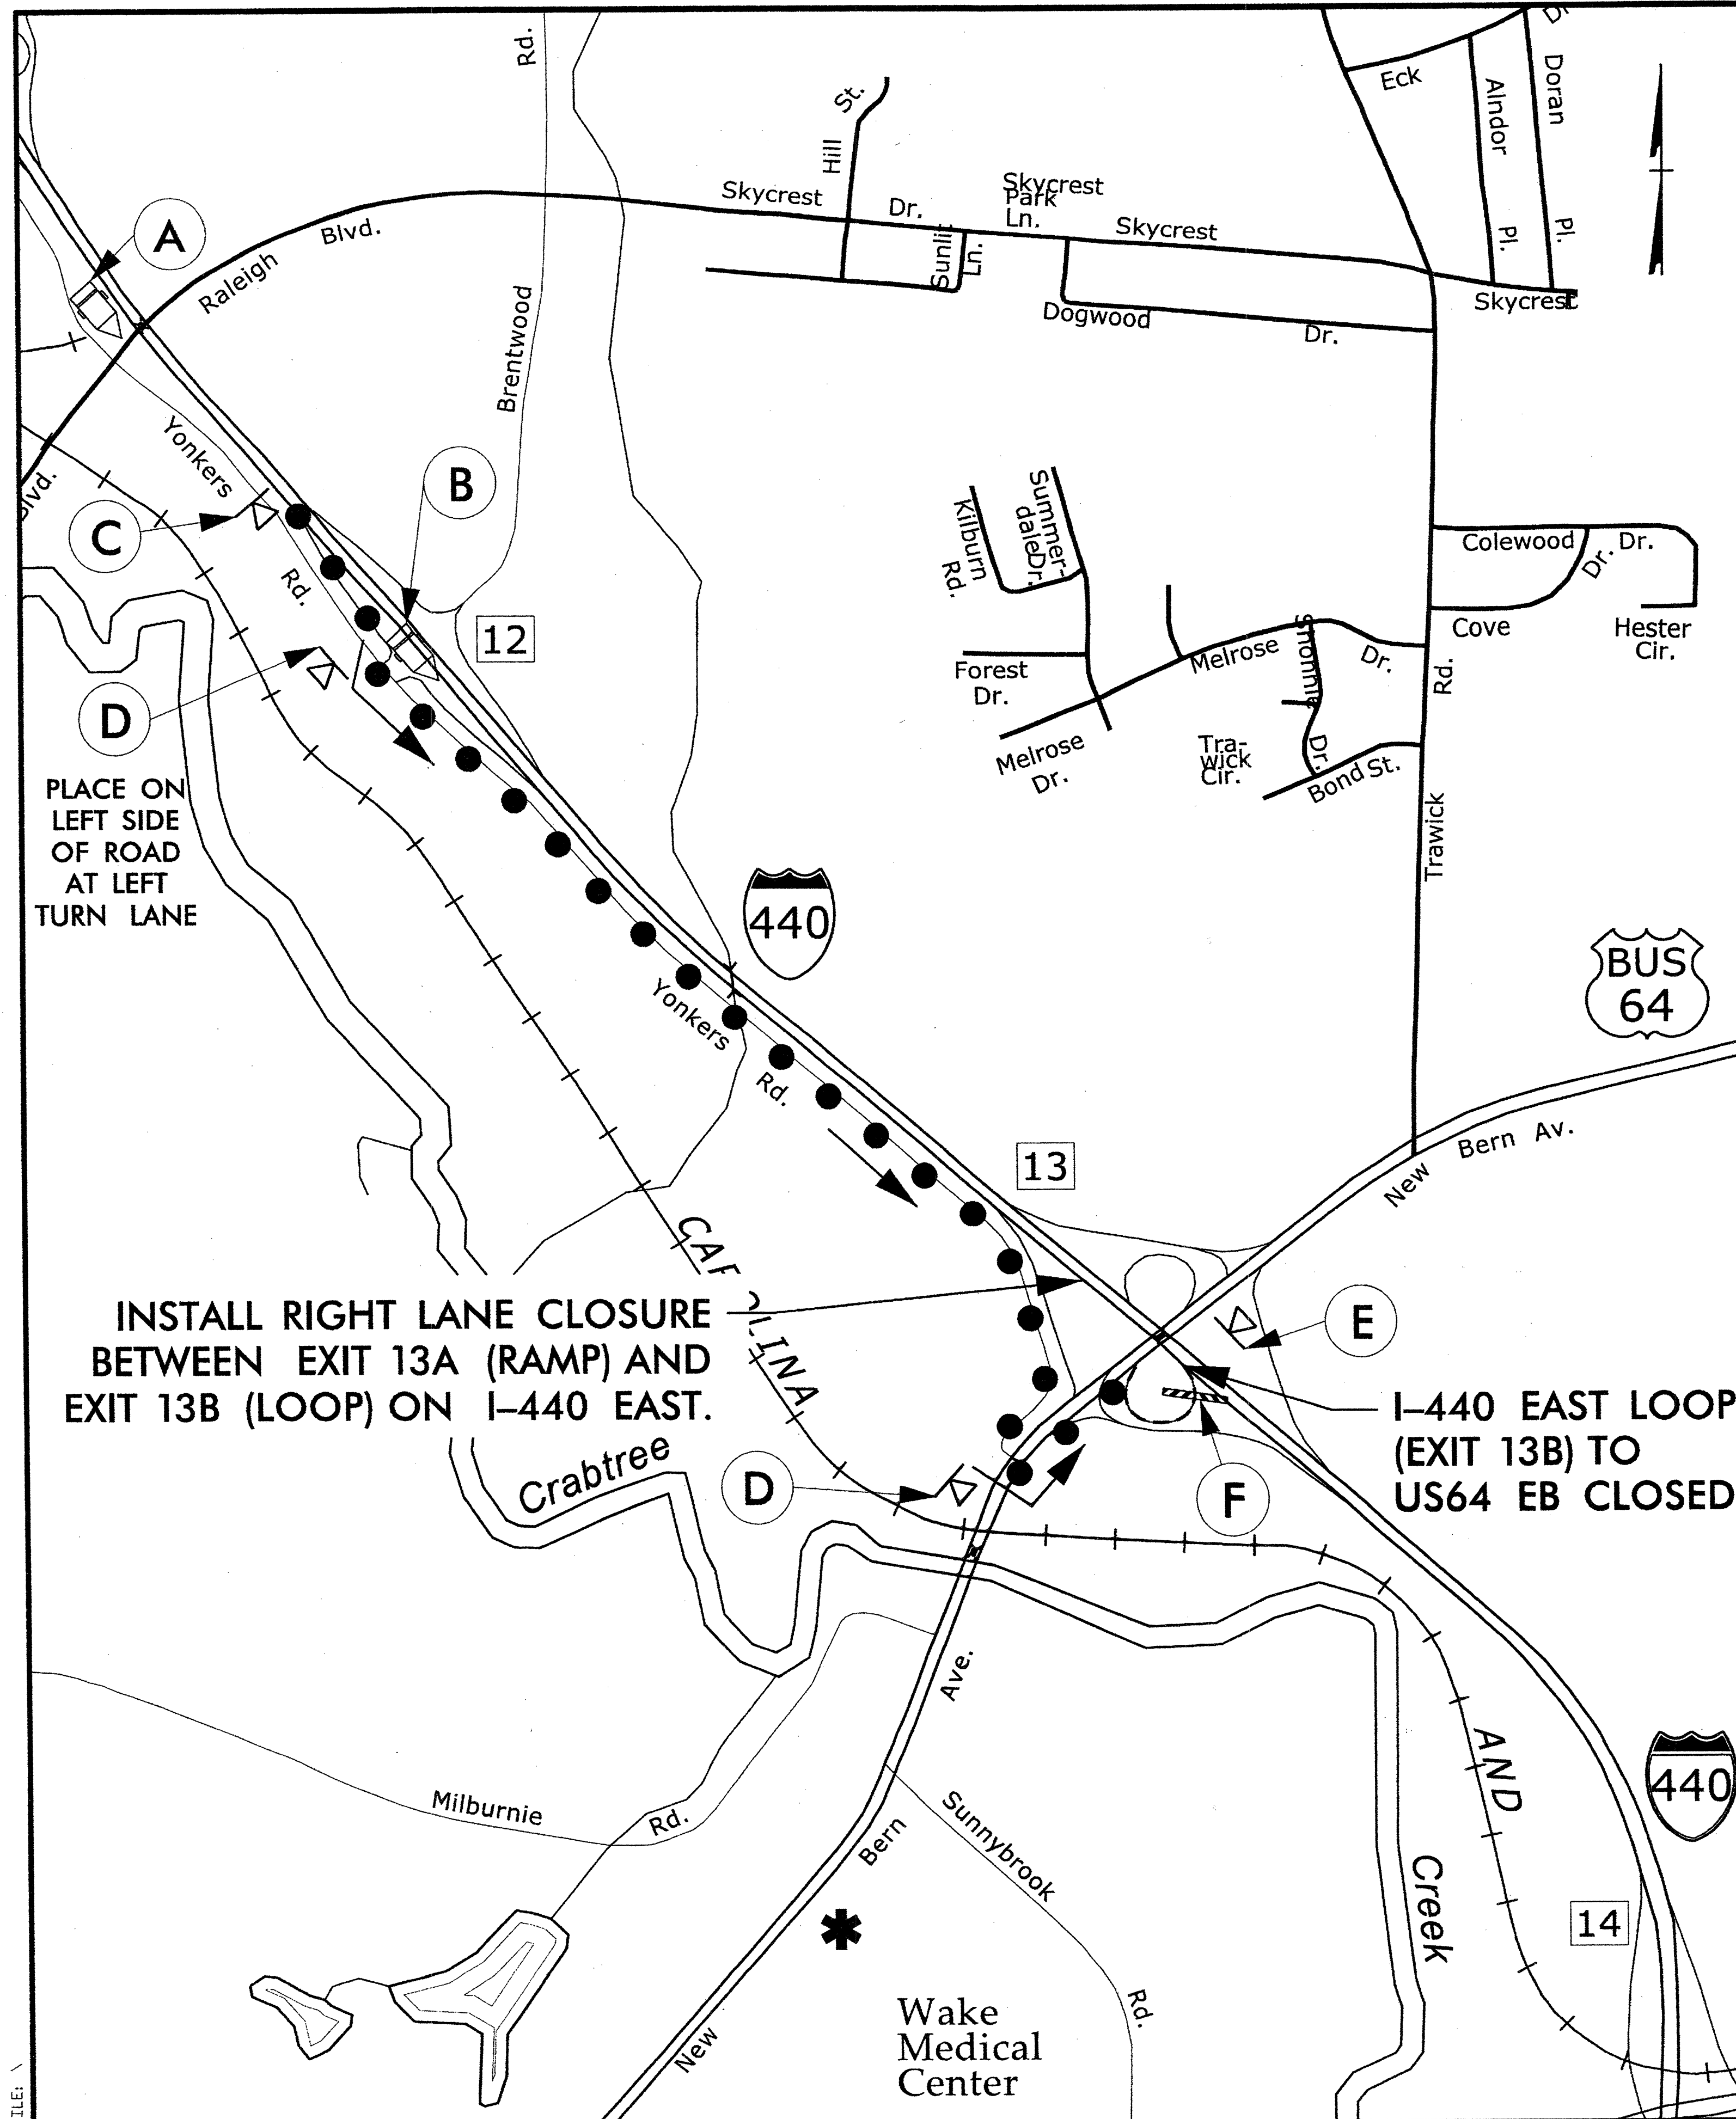 Rd.
Eck
Dr
Alndor
Pl.
Doran
Pl.
Hill
St.
Skycrest
Dr.
Skycrest
Park
Ln.
Skycrest
Skycrest
Sunlit
Ln.
Dogwood
Dr.
A
Raleigh
Blvd.
Brentwood
Yonkers
Rd.
Blvd.
B
C
12
D
PLACE ON
LEFT SIDE
OF ROAD
AT LEFT
TURN LANE
Kilburn
Rd.
Summer-
dale Dr.
Forest
Dr.
Melrose
Dr.
Melrose
Dr.
Shonnie
Dr.
Tra-
wick
Cir.
Bond St.
Colewood
Dr.
Dr.
Cove
Hester
Cir.
Trawick
Rd.
440
BUS
64
Yonkers
Rd.
13
New
Bern Av.
CAROLINA
INSTALL RIGHT LANE CLOSURE
BETWEEN EXIT 13A (RAMP) AND
EXIT 13B (LOOP) ON I-440 EAST.
E
I-440 EAST LOOP
(EXIT 13B) TO
US64 EB CLOSED
F
D
Crabtree
Ave.
Milburnie
Rd.
Bern
New
Sunnybrook
Rd.
AND
Creek
440
14
*
Wake
Medical
Center
ILE: \